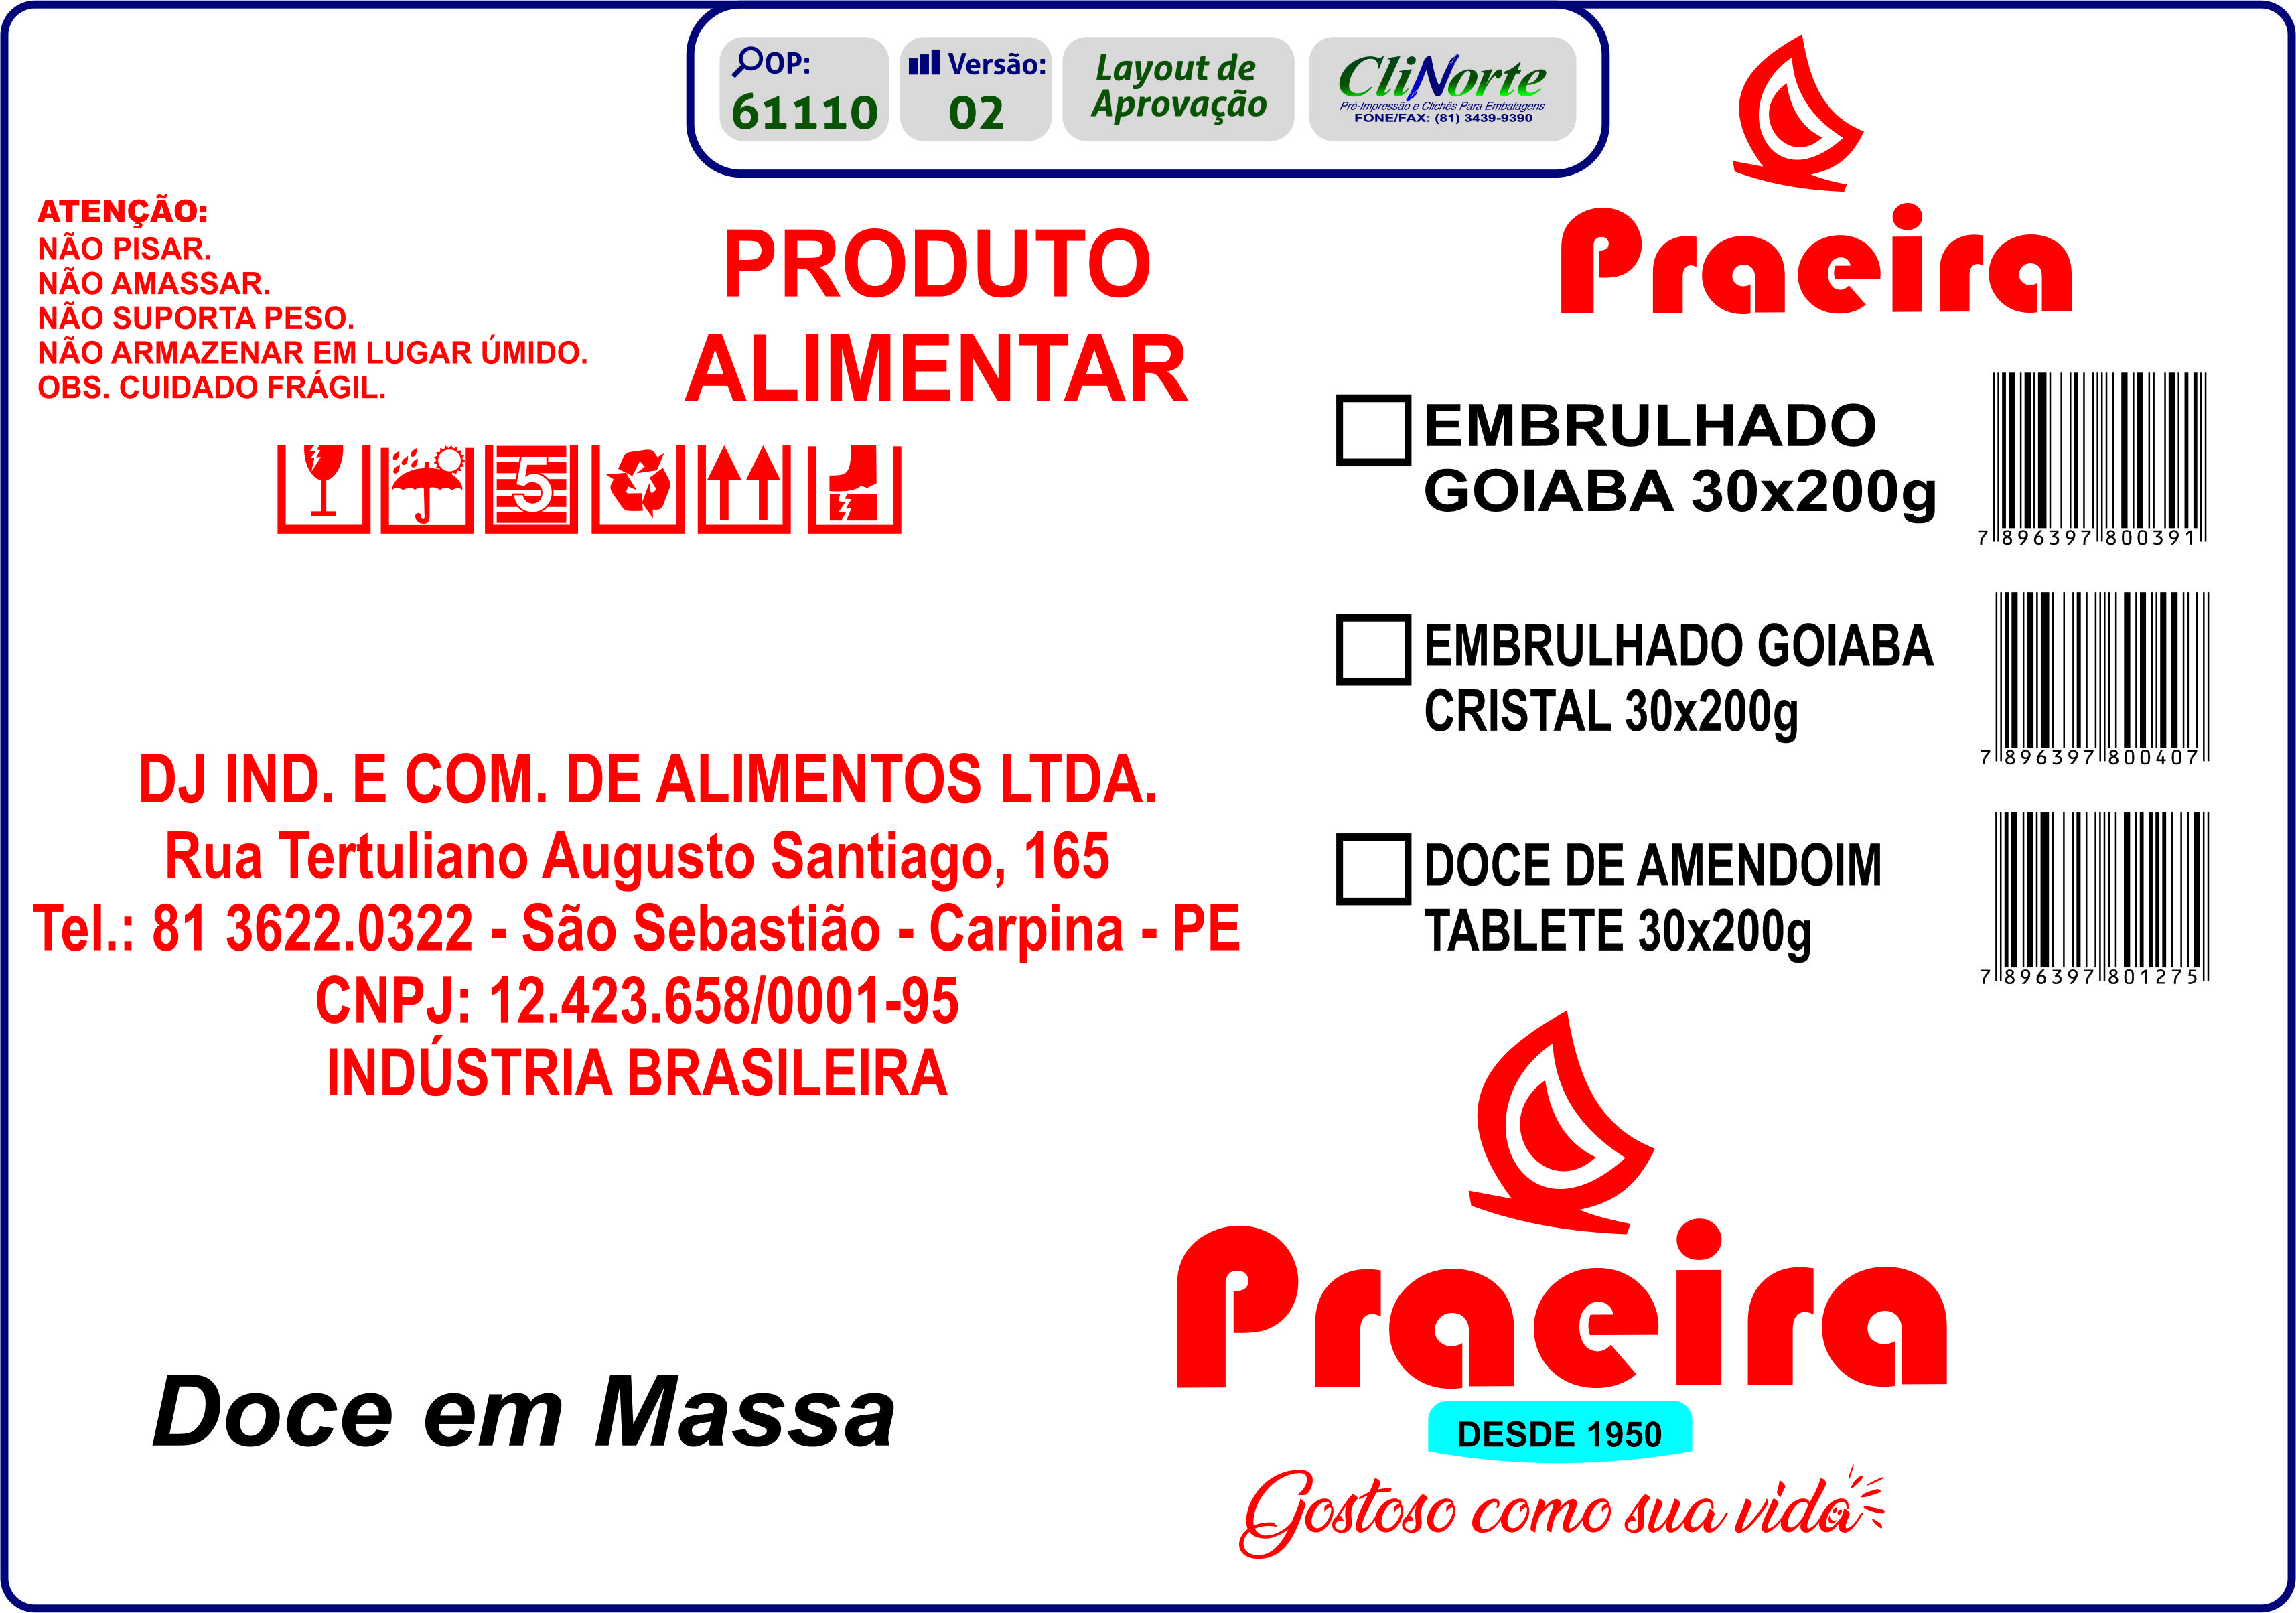 OP:
61110
Versão:
02
Layout de
Aprovação
CliNorte
Pré-Impressão e Clichês Para Embalagens
FONE/FAX: (81) 3439-9390
ATENÇÃO:
NÃO PISAR.
NÃO AMASSAR.
NÃO SUPORTA PESO.
NÃO ARMAZENAR EM LUGAR ÚMIDO.
OBS. CUIDADO FRÁGIL.
PRODUTO
ALIMENTAR
5
Praeira
EMBRULHADO
GOIABA 30x200g
7 896397 800391
EMBRULHADO GOIABA
CRISTAL 30x200g
7 896397 800407
DOCE DE AMENDOIM
TABLETE 30x200g
7 896397 801275
DJ IND. E COM. DE ALIMENTOS LTDA.
Rua Tertuliano Augusto Santiago, 165
Tel.: 81 3622.0322 - São Sebastião - Carpina - PE
CNPJ: 12.423.658/0001-95
INDÚSTRIA BRASILEIRA
Doce em Massa
Praeira
DESDE 1950
Gostoso como sua vida